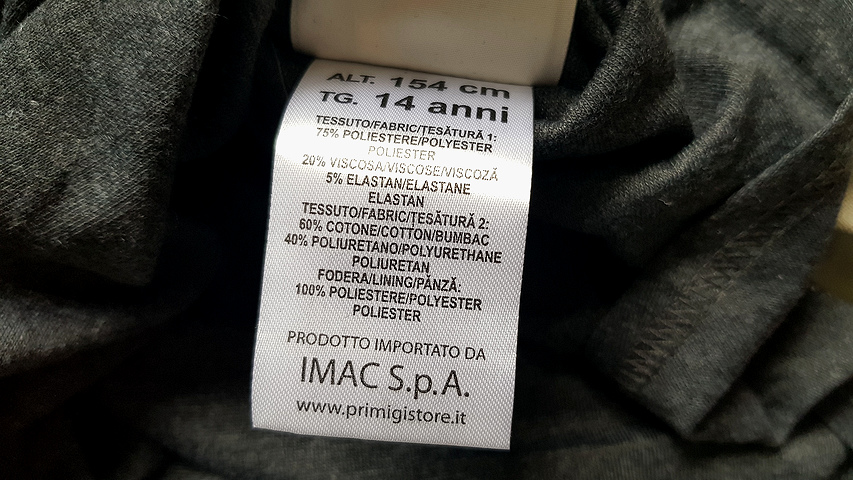 ALT. 154 cm
TG. 14 anni
TESSUTO/FABRIC/ȚESĂTURĂ 1:
75% POLIESTERE/POLYESTER
POLIESTER
20% VISCOSA/VISCOSE/VISCOZĂ
5% ELASTAN/ELASTANE
ELASTAN
TESSUTO/FABRIC/ȚESĂTURĂ 2:
60% COTONE/COTTON/BUMBAC
40% POLIURETANO/POLYURETHANE
POLIURETAN
FODERA/LINING/PÂNZĂ:
100% POLIESTERE/POLYESTER
POLIESTER
PRODOTTO IMPORTATO DA
IMAC S.p.A.
www.primigistore.it